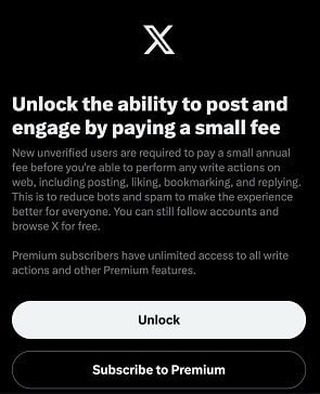 Unlock the ability to post and
engage by paying a small fee
New unverified users are required to pay a small annual
fee before you're able to perform any write actions on
web, including posting, liking, bookmarking, and replying.
This is to reduce bots and spam to make the experience
better for everyone. You can still follow accounts and
browse X for free.
Premium subscribers have unlimited access to all write
actions and other Premium features.
Unlock
Subscribe to Premium